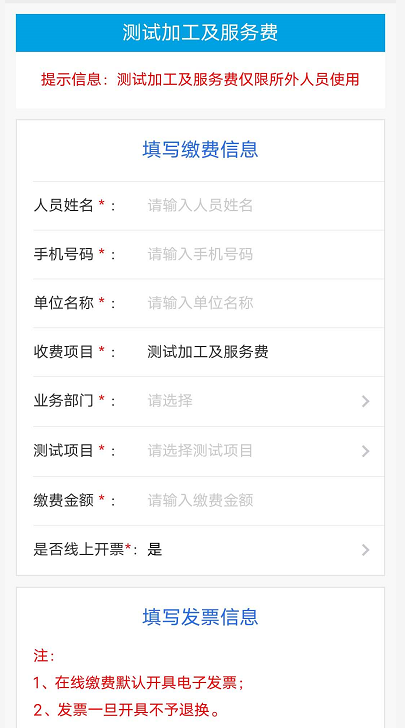 测试加工及服务费
提示信息：测试加工及服务费仅限所外人员使用
填写缴费信息
人员姓名 * ： 请输入人员姓名
手机号码 * ： 请输入手机号码
单位名称 * ： 请输入单位名称
收费项目 * ： 测试加工及服务费
业务部门 * ： 请选择
测试项目 * ： 请选择测试项目
缴费金额 * ： 请输入缴费金额
是否线上开票*： 是
填写发票信息
注：
1、在线缴费默认开具电子发票；
2、发票一旦开具不予退换。